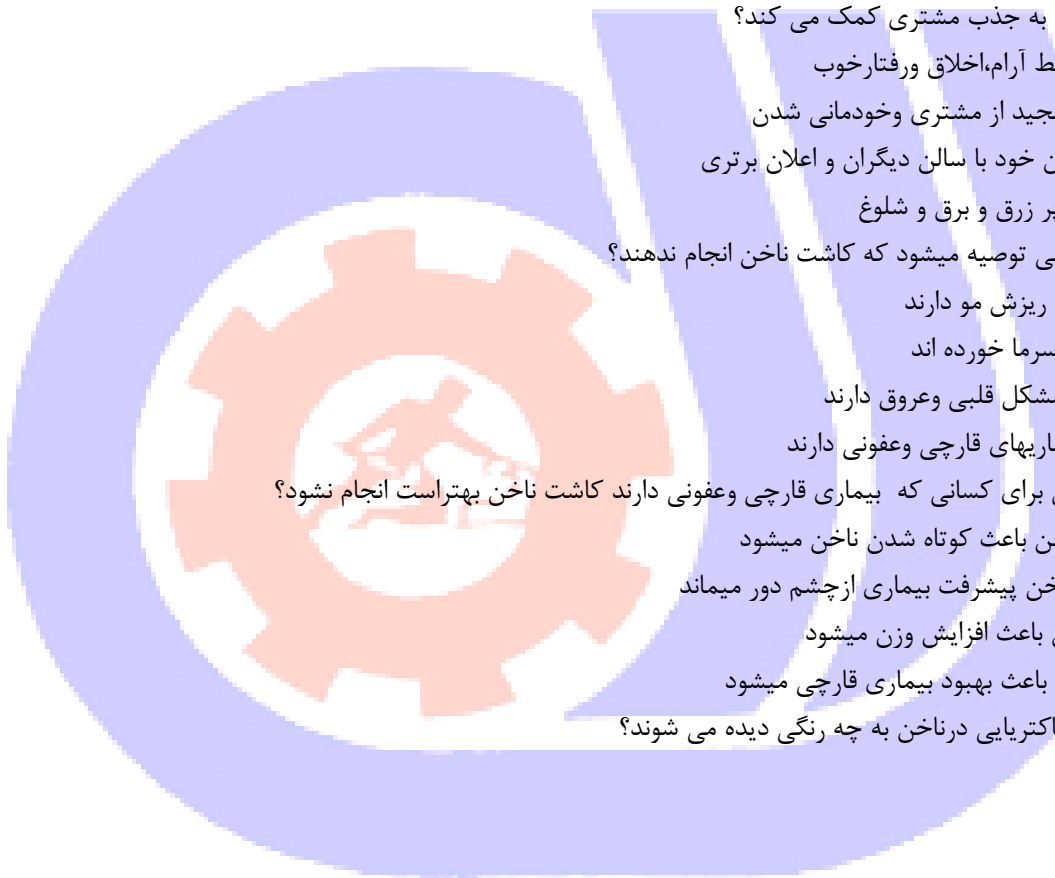 به جذب مشتری کمک می کند؟
ط آرام،اخلاق ورفتارخوب
جید از مشتری وخودمانی شدن
ن خود با سالن دیگران و اعلان برتری
پر زرق و برق و شلوغ
ی توصیه میشود که کاشت ناخن انجام ندهند؟
ریزش مو دارند
سرما خورده اند
مشکل قلبی وعروق دارند
ماریهای قارچی وعفونی دارند
برای کسانی که بیماری قارچی وعفونی دارند کاشت ناخن بهتراست انجام نشود؟
ن باعث کوتاه شدن ناخن میشود
خن پیشرفت بیماری ازچشم دور میماند
باعث افزایش وزن میشود
باعث بهبود بیماری قارچی میشود
اکتریایی درناخن به چه رنگی دیده می شوند؟